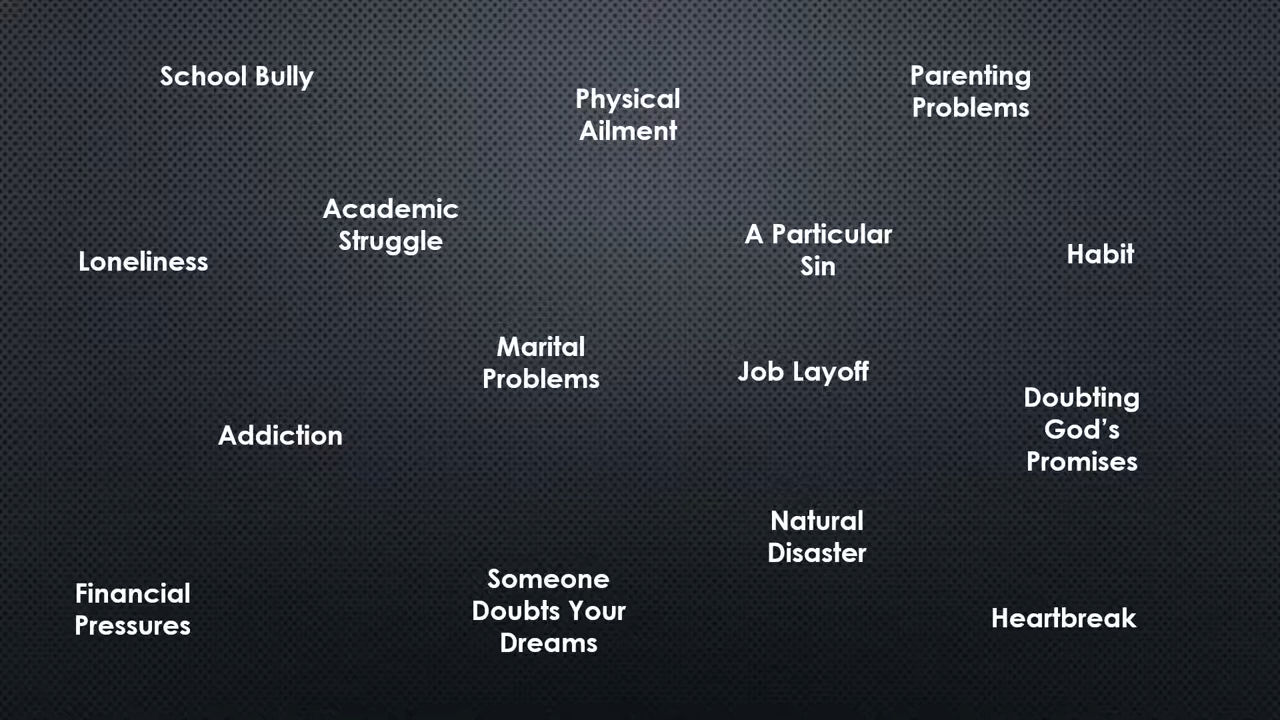 School Bully
Physical
Ailment
Parenting
Problems
Academic
Struggle
Loneliness
A Particular
Sin
Habit
Marital
Problems
Job Layoff
Doubting
God’s
Promises
Addiction
Natural
Disaster
Financial
Pressures
Someone
Doubts Your
Dreams
Heartbreak